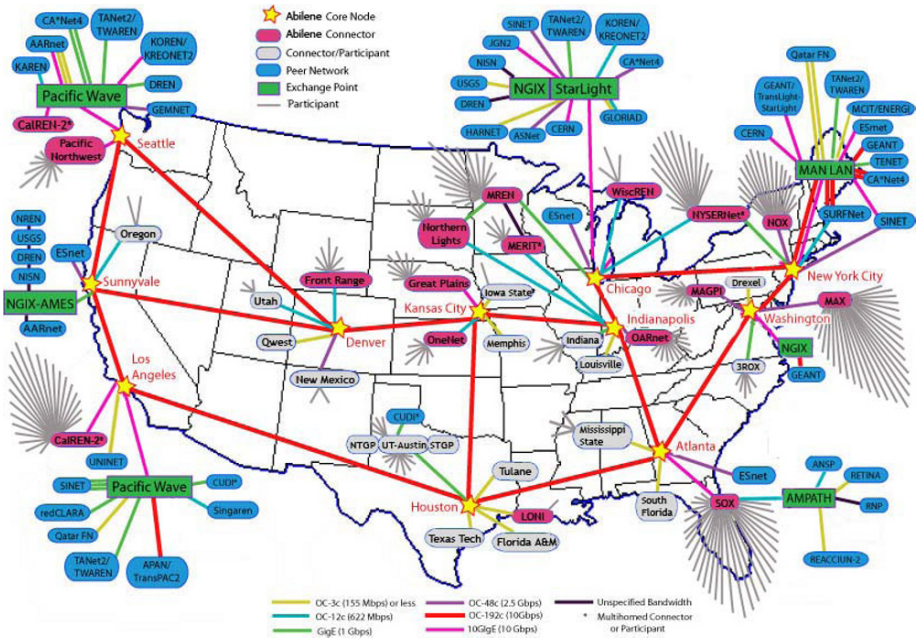 Abilene Core Node
Abilene Connector
Connector/Participant
Peer Network
Exchange Point
Participant
CA*Net4
TANet2/
TWAREN
AARnet
KOREN/
KREONET2
KAREN
DREN
Pacific Wave
GEMNET
CalREN-2*
Pacific
Northwest
Seattle
SINET
TANet2/
TWAREN
KOREN/
KREONET2
JGN2
NISN
CA*Net4
USGS
NGIX
StarLight
DREN
GLORIAD
HARNET
ASNet
CERN
Qatar FN
GEANT/
TransLight-
StarLight
TANet2/
TWAREN
MCIT/ENERGI
CERN
ESnet
GEANT
MAN LAN
TENET
CA*Net4
SURFNet
SINET
NYSERNet*
NOX
New York City
MREN
WiscREN
Northern
Lights
MERIT*
ESnet
Chicago
Oregon
NREN
USGS
DREN
NISN
ESnet
NGIX-AMES
AARnet
Sunnyvale
Front Range
Utah
Qwest
Denver
New Mexico
Great Plains
Kansas City
Iowa State*
OneNet
Memphis
Indianapolis
Indiana
OARnet
Louisville
Drexel
MAGPI
MAX
Washington
NGIX
3ROX
GEANT
Los
Angeles
CalREN-2*
UNINET
Pacific Wave
SINET
CUDI*
redCLARA
Singaren
Qatar FN
TANet2/
TWAREN
APAN/
TransPAC2
CUDI*
NTGP
UT-Austin
STGP
Tulane
Houston
LONI
Texas Tech
Florida A&M
Mississippi
State
Atlanta
ESnet
South
Florida
SOX
ANSP
RETINA
AMPATH
RNP
REACCIUN-2
OC-3c (155 Mbps) or less
OC-12c (622 Mbps)
GigE (1 Gbps)
OC-48c (2.5 Gbps)
OC-192c (10Gbps)
10GIgE (10 Gbps)
Unspecified Bandwidth
* Multihomed Connector
or Participant